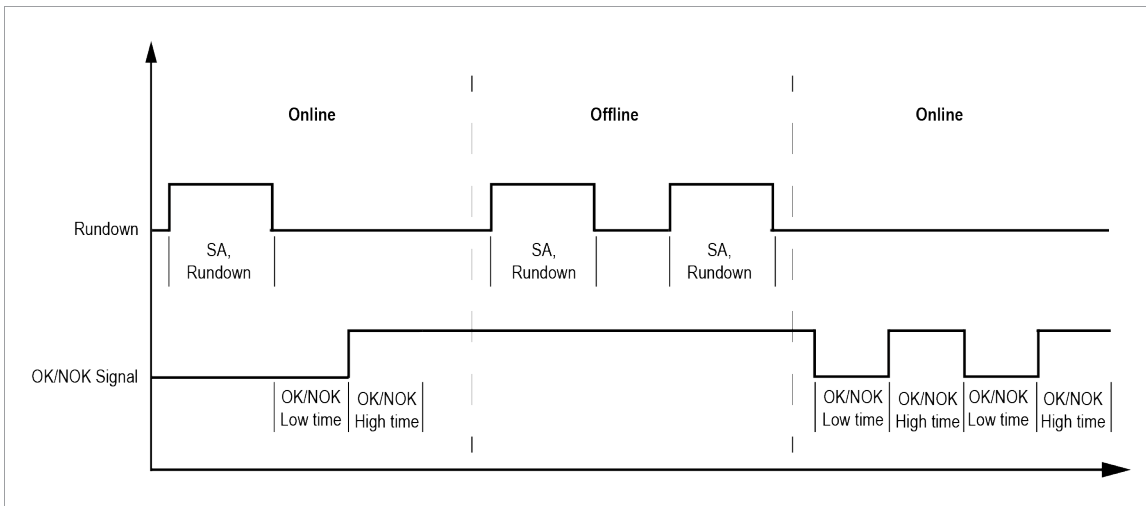 Online
Offline
Online
Rundown
SA,
Rundown
SA,
Rundown
SA,
Rundown
OK/NOK Signal
OK/NOK
Low time
OK/NOK
High time
OK/NOK
Low time
OK/NOK
High time
OK/NOK
Low time
OK/NOK
High time